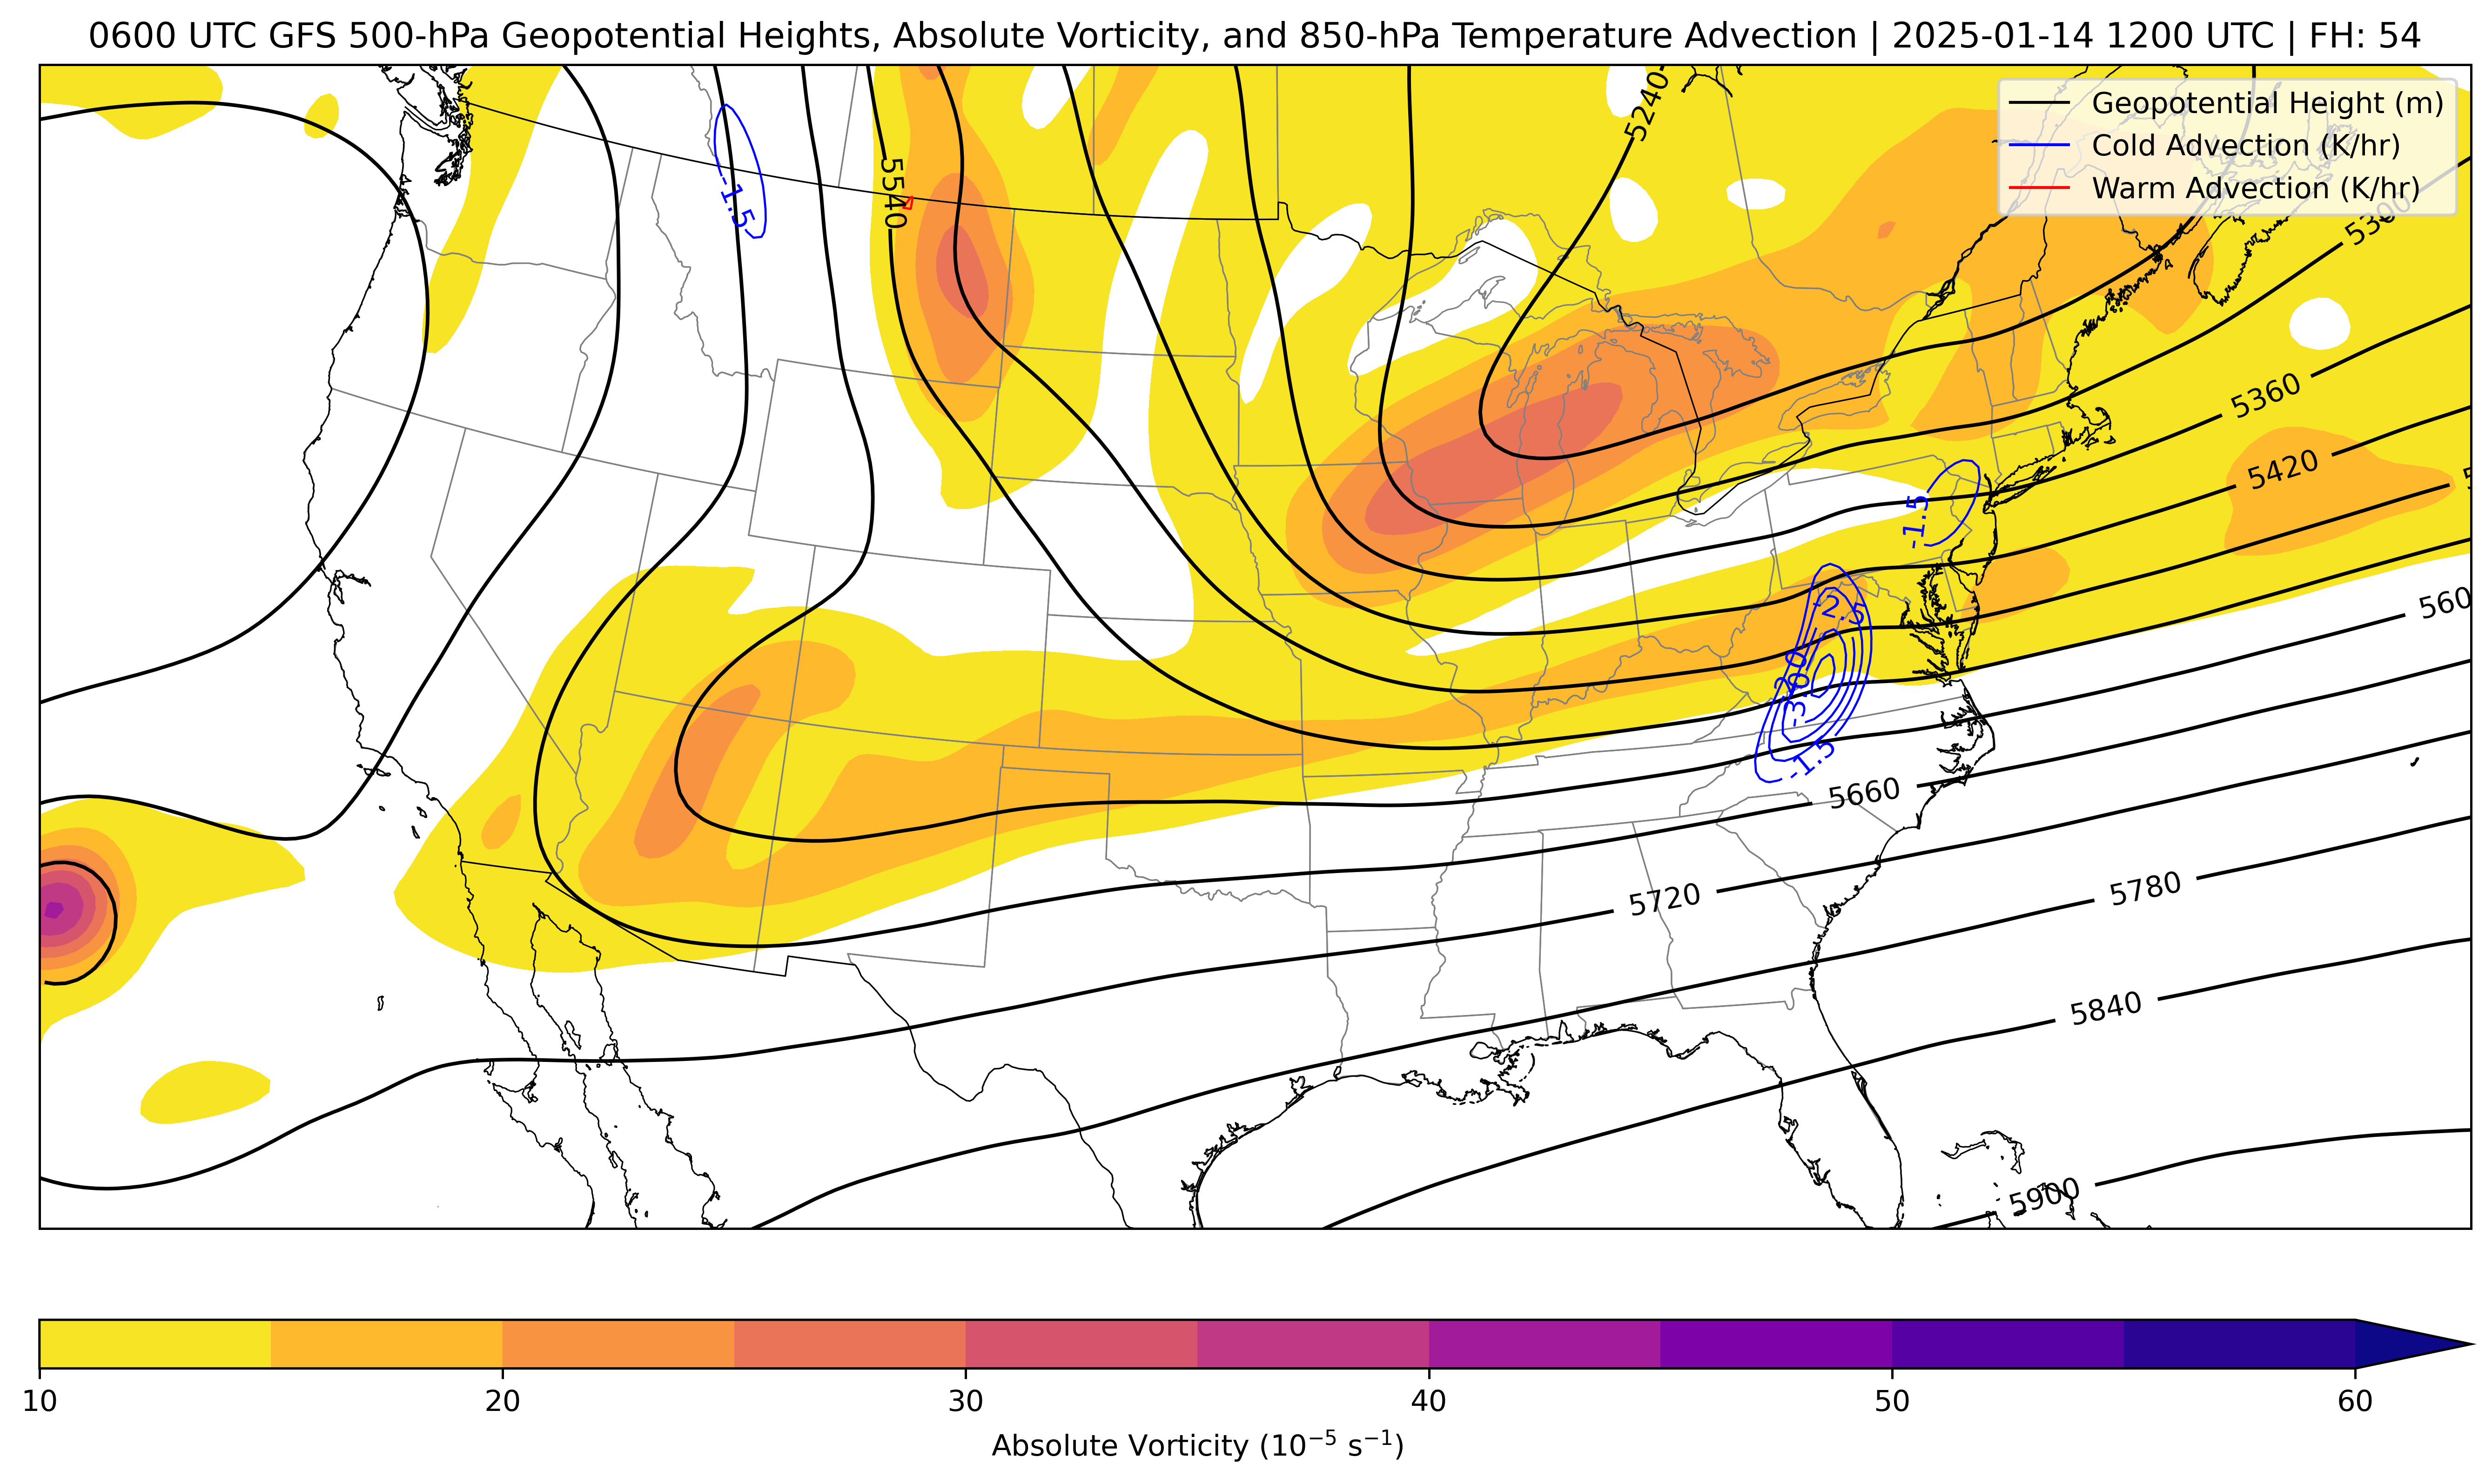 0600 UTC GFS 500-hPa Geopotential Heights, Absolute Vorticity, and 850-hPa Temperature Advection | 2025-01-14 1200 UTC | FH: 54
Geopotential Height (m)
Cold Advection (K/hr)
Warm Advection (K/hr)
5240
5540
-1.5
5300
5360
5420
-1.5
-2.5
560
-2.0
-3.0
-1.5
5660
5720
5780
5840
5900
10 20 30 40 50 60
Absolute Vorticity (10⁻⁵ s⁻¹)